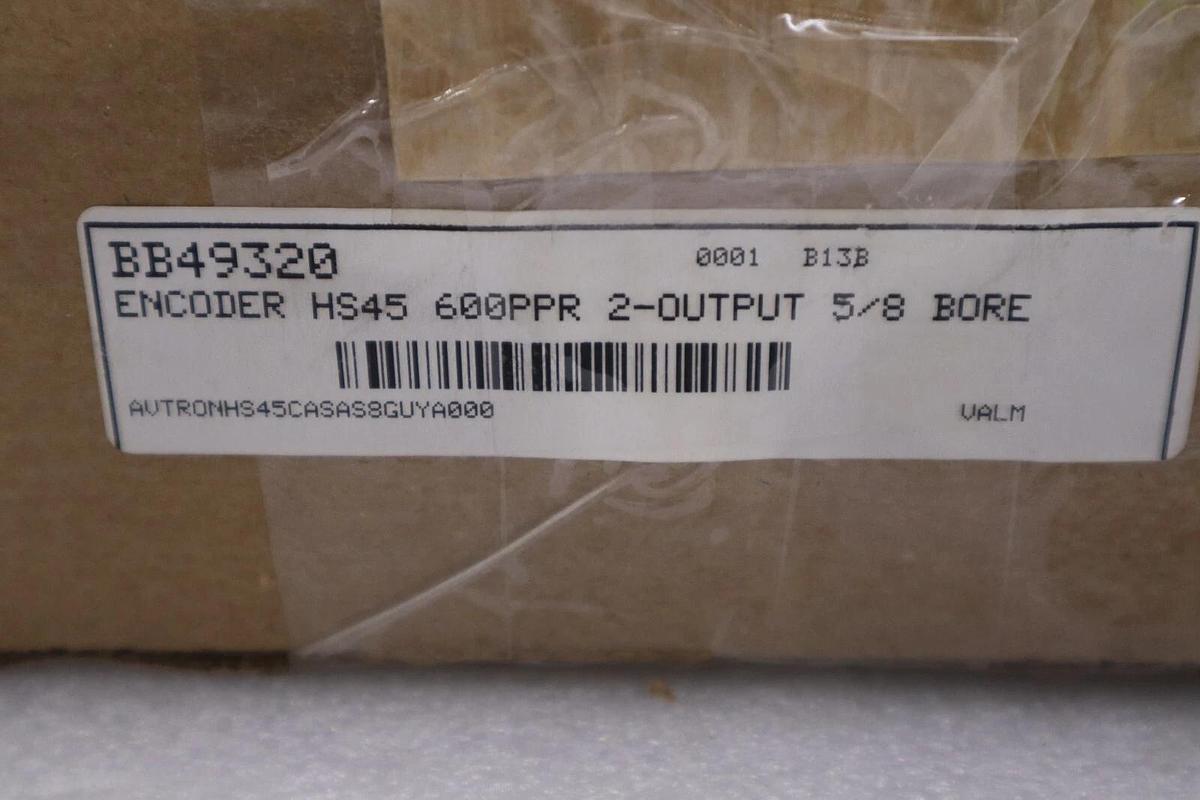 BB49320 0001 B13B
ENCODER HS45 600PPR 2-OUTPUT 5/8 BORE
AVTRONHS45CASAS8GUYA000 VALM